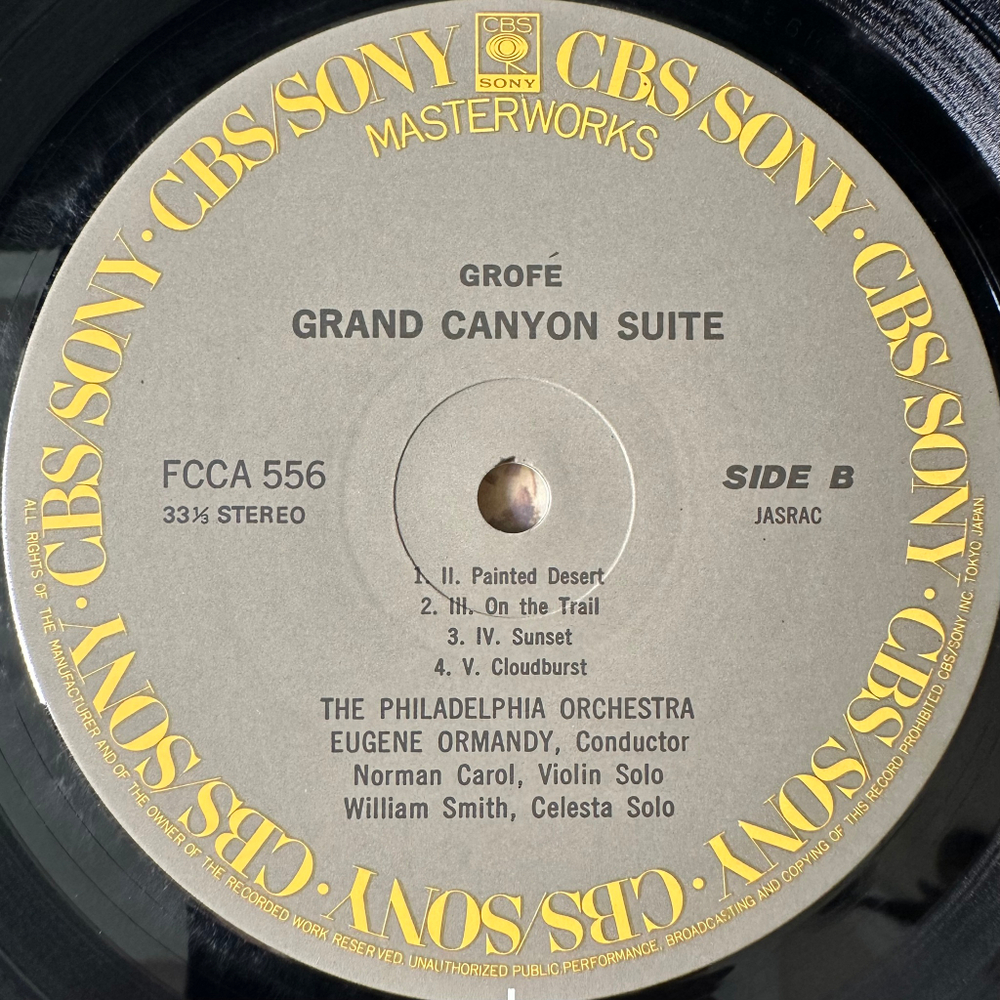 CBS
SONY
CBS/SONY · CBS/SONY · CBS/SONY · CBS/SONY · CBS/SONY · CBS/SONY · CBS/SONY · CBS/SONY · CBS/SONY
MASTERWORKS
GROFÉ
GRAND CANYON SUITE
FCCA 556
33⅓ STEREO
SIDE B
JASRAC
1. II. Painted Desert
2. III. On the Trail
3. IV. Sunset
4. V. Cloudburst
THE PHILADELPHIA ORCHESTRA
EUGENE ORMANDY, Conductor
Norman Carol, Violin Solo
William Smith, Celesta Solo
ALL RIGHTS OF THE MANUFACTURER AND OF THE OWNER OF THE RECORDED WORK RESERVED. UNAUTHORIZED PUBLIC PERFORMANCE, BROADCASTING AND COPYING OF THIS RECORD PROHIBITED CBS/SONY INC. TOKYO JAPAN